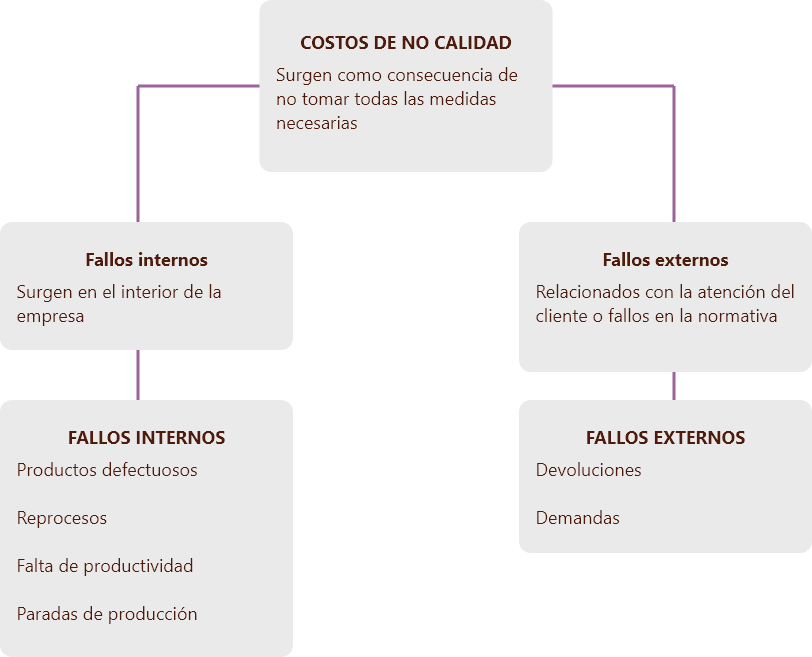 COSTOS DE NO CALIDAD
Surgen como consecuencia de
no tomar todas las medidas
necesarias
Fallos internos
Surgen en el interior de la
empresa
Fallos externos
Relacionados con la atención del
cliente o fallos en la normativa
FALLOS INTERNOS
Productos defectuosos
Reprocesos
Falta de productividad
Paradas de producción
FALLOS EXTERNOS
Devoluciones
Demandas